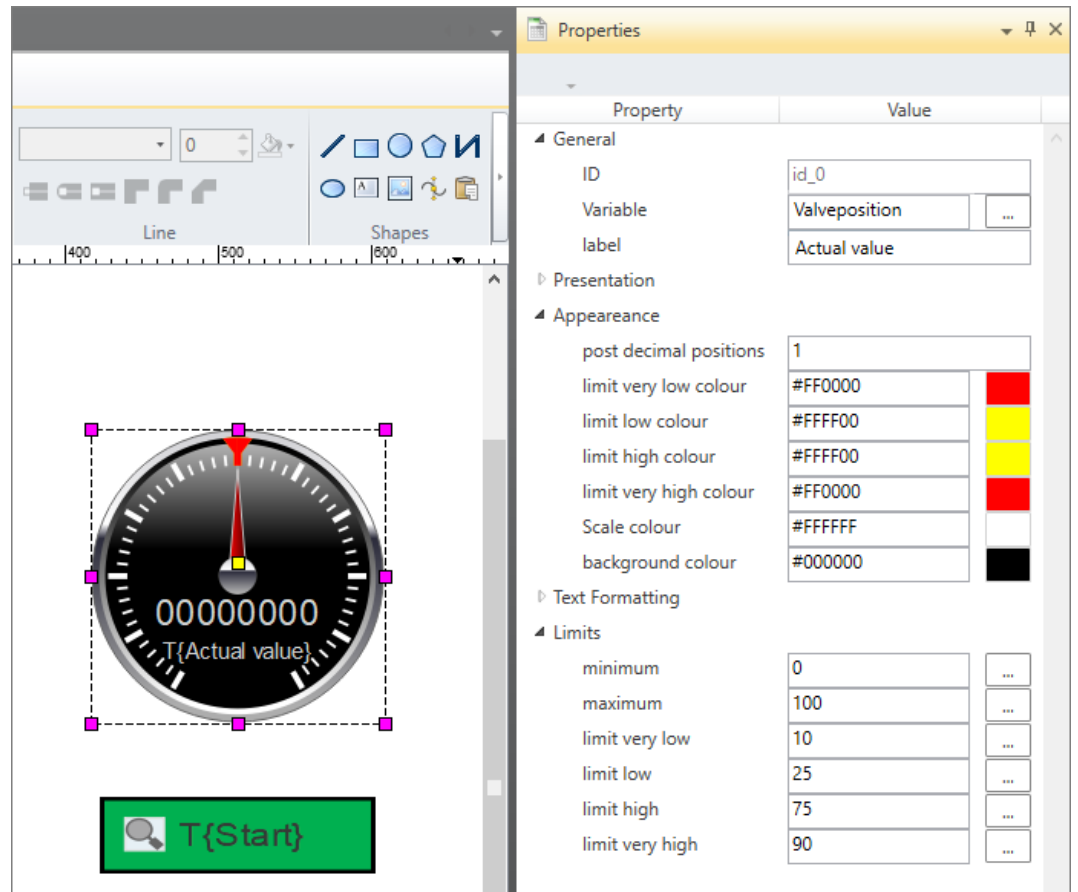 Properties
Property Value
General
ID id_0
Variable Valveposition ...
label Actual value
Presentation
Appeareance
post decimal positions 1
limit very low colour #FF0000
limit low colour #FFFF00
limit high colour #FFFF00
limit very high colour #FF0000
Scale colour #FFFFFF
background colour #000000
Text Formatting
Limits
minimum 0 ...
maximum 100 ...
limit very low 10 ...
limit low 25 ...
limit high 75 ...
limit very high 90 ...
0
A
Line Shapes
400 500 600
00000000
T{Actual value}
T{Start}